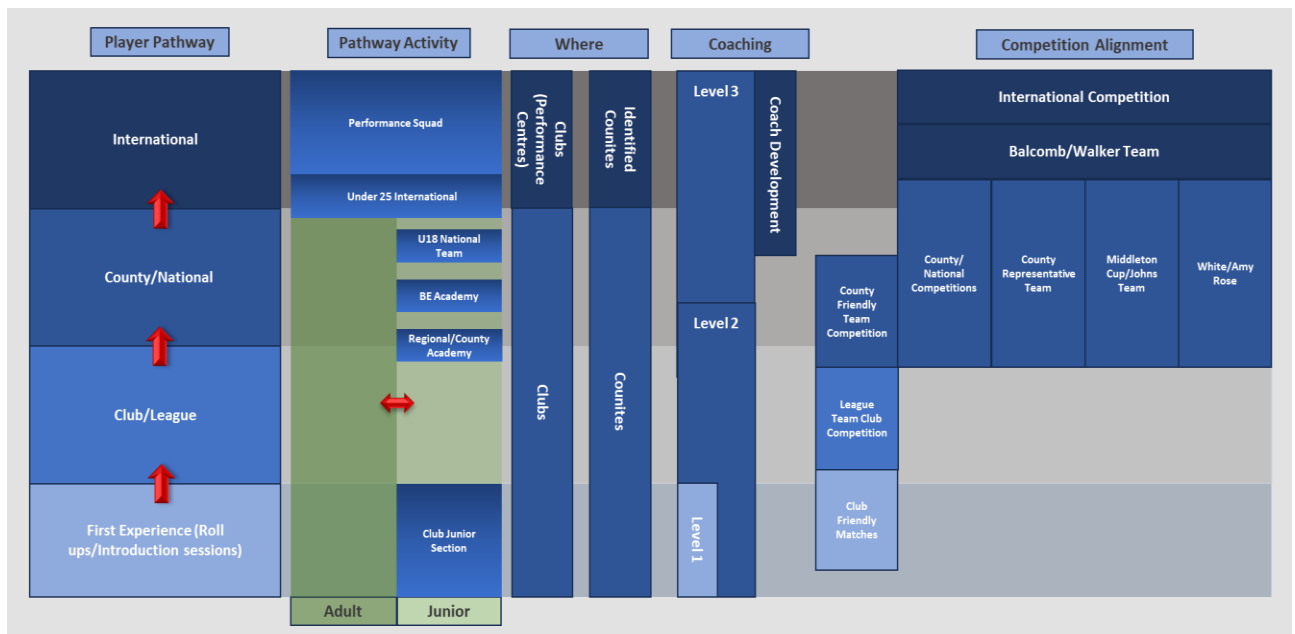 Player Pathway
Pathway Activity
Where
Coaching
Competition Alignment
International
County/National
Club/League
First Experience (Roll
ups/Introduction sessions)
Performance Squad
Under 25 International
U18 National
Team
BE Academy
Regional/County
Academy
Club Junior
Section
Adult
Junior
Clubs
(Performance
Centres)
Clubs
Identified
Counites
Counites
Level 3
Level 2
Level 1
Coach Development
International Competition
Balcomb/Walker Team
County/
National
Competitions
County
Representative
Team
Middleton
Cup/Johns
Team
White/Amy
Rose
County
Friendly
Team
Competition
League
Team Club
Competition
Club
Friendly
Matches